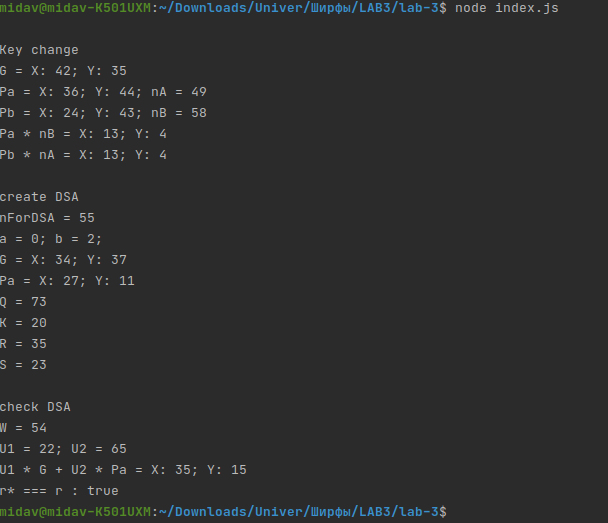 midav@midav-K501UXM:~/Downloads/Univer/Ширфы/LAB3/lab-3$ node index.js
Key change
G = X: 42; Y: 35
Pa = X: 36; Y: 44; nA = 49
Pb = X: 24; Y: 43; nB = 58
Pa * nB = X: 13; Y: 4
Pb * nA = X: 13; Y: 4
create DSA
nForDSA = 55
a = 0; b = 2;
G = X: 34; Y: 37
Pa = X: 27; Y: 11
Q = 73
K = 20
R = 35
S = 23
check DSA
W = 54
U1 = 22; U2 = 65
U1 * G + U2 * Pa = X: 35; Y: 15
r* === r : true
midav@midav-K501UXM:~/Downloads/Univer/Ширфы/LAB3/lab-3$